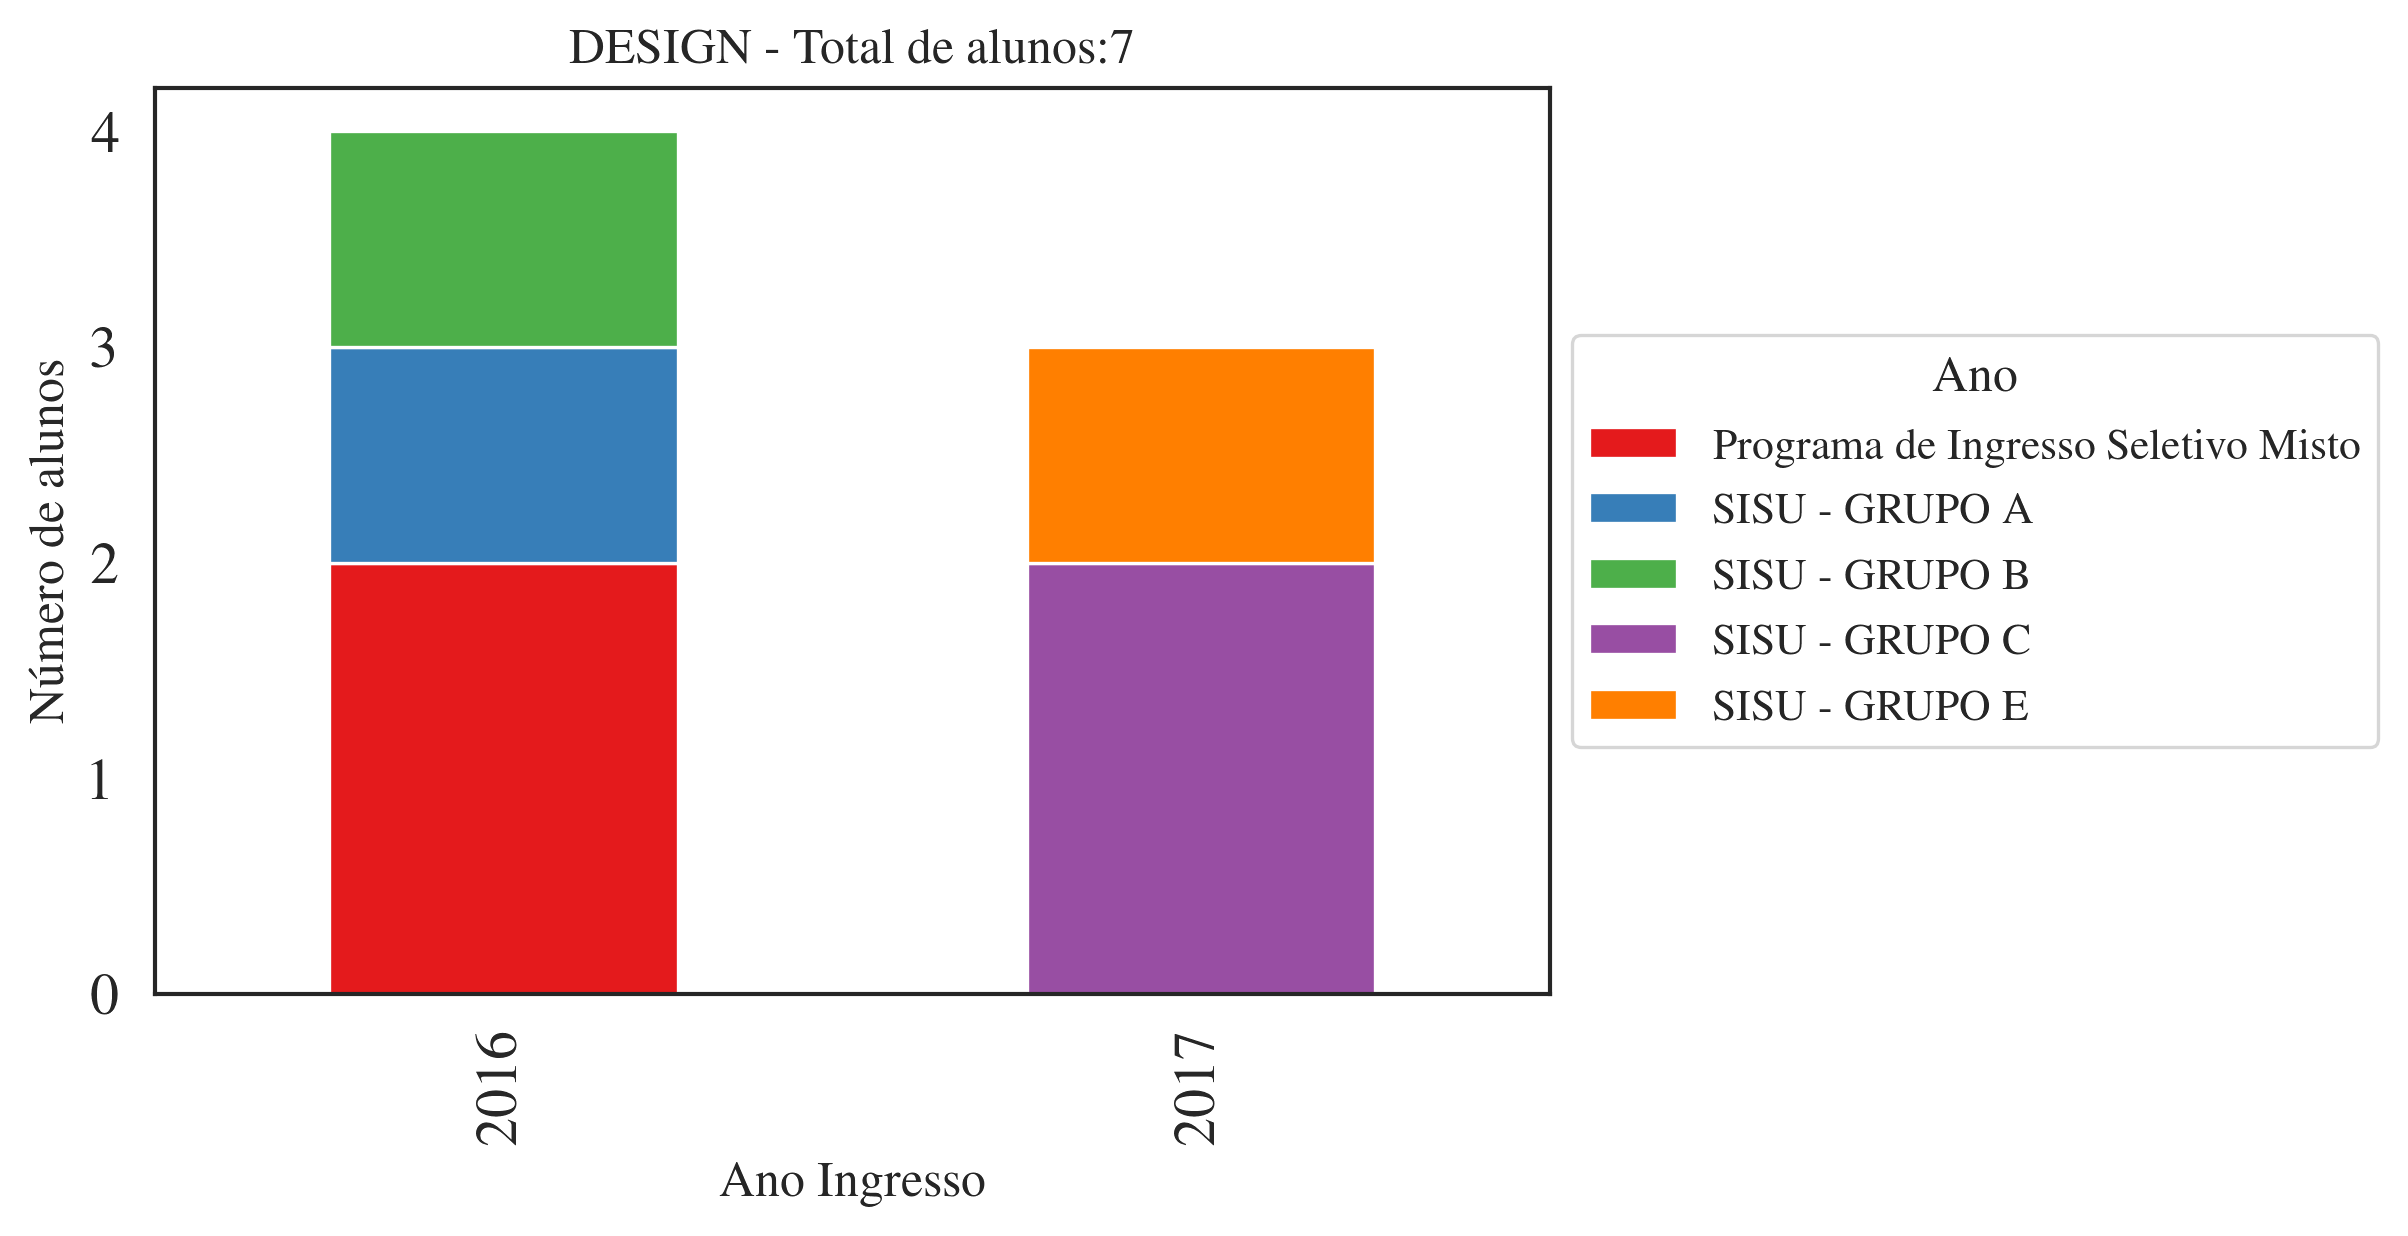 DESIGN - Total de alunos:7
Número de alunos
4
3
2
1
0
2016
2017
Ano Ingresso
Ano
Programa de Ingresso Seletivo Misto
SISU - GRUPO A
SISU - GRUPO B
SISU - GRUPO C
SISU - GRUPO E